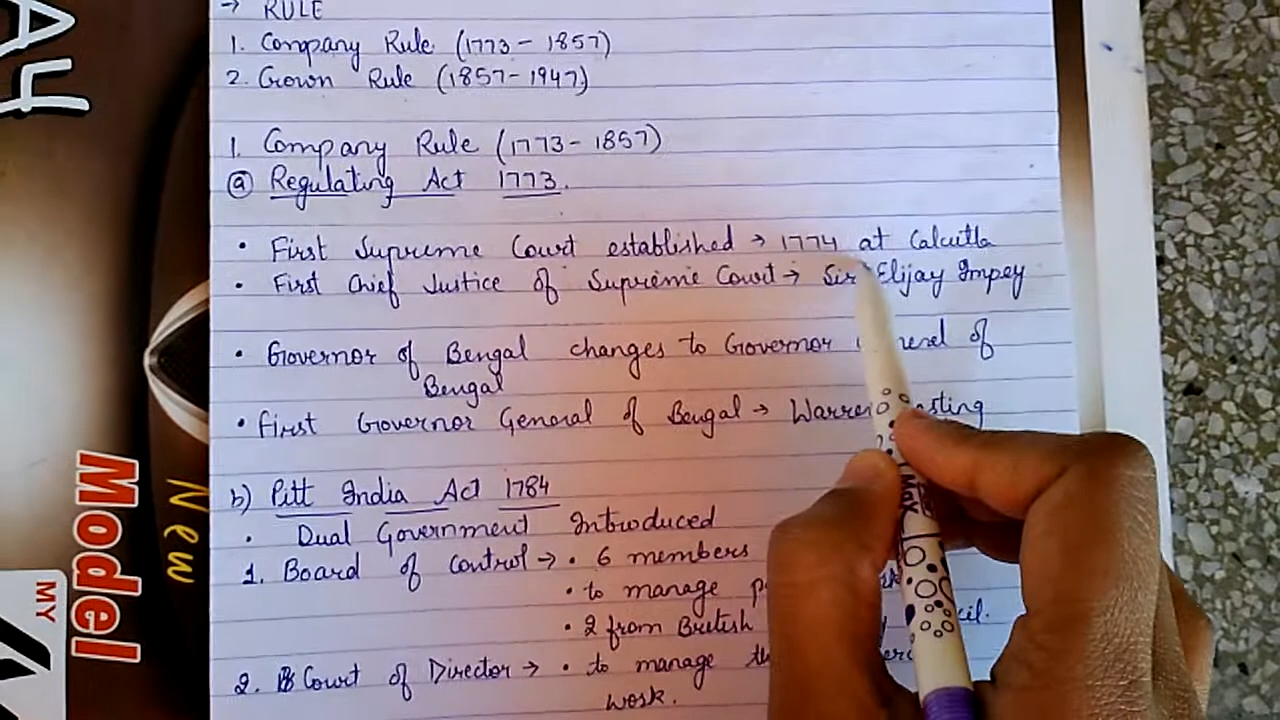 → RULE
1. Company Rule (1773 - 1857)
2. Crown Rule (1857 - 1947)
1. Company Rule (1773 - 1857)
ⓐ Regulating Act 1773.
• First Supreme Court established → 1774 at Calcutta
• First Chief Justice of Supreme Court → Sir Elijay Impey
• Governor of Bengal changes to Governor of
Bengal
• First Governor General of Bengal →
b) Pitt India Act 1784
• Dual Government Introduced
1. Board of control → • 6 members
• to manage
• 2 from British
2. Court of Director → • to manage
work.
New
Model
MY